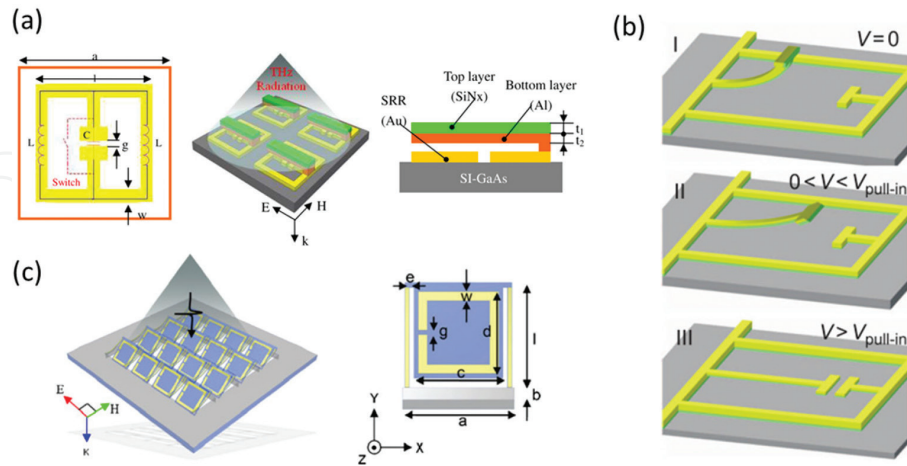 (a)
a
l
L
C
g
L
Switch
w
THz
Radiation
E
H
k
Top layer
(SiNx)
Bottom layer
(Al)
SRR
(Au)
t1
t2
SI-GaAs
(b)
I
V = 0
II
0 < V < Vpull-in
III
V > Vpull-in
(c)
E
H
K
e
w
g
d
l
c
b
a
Y
X
Z